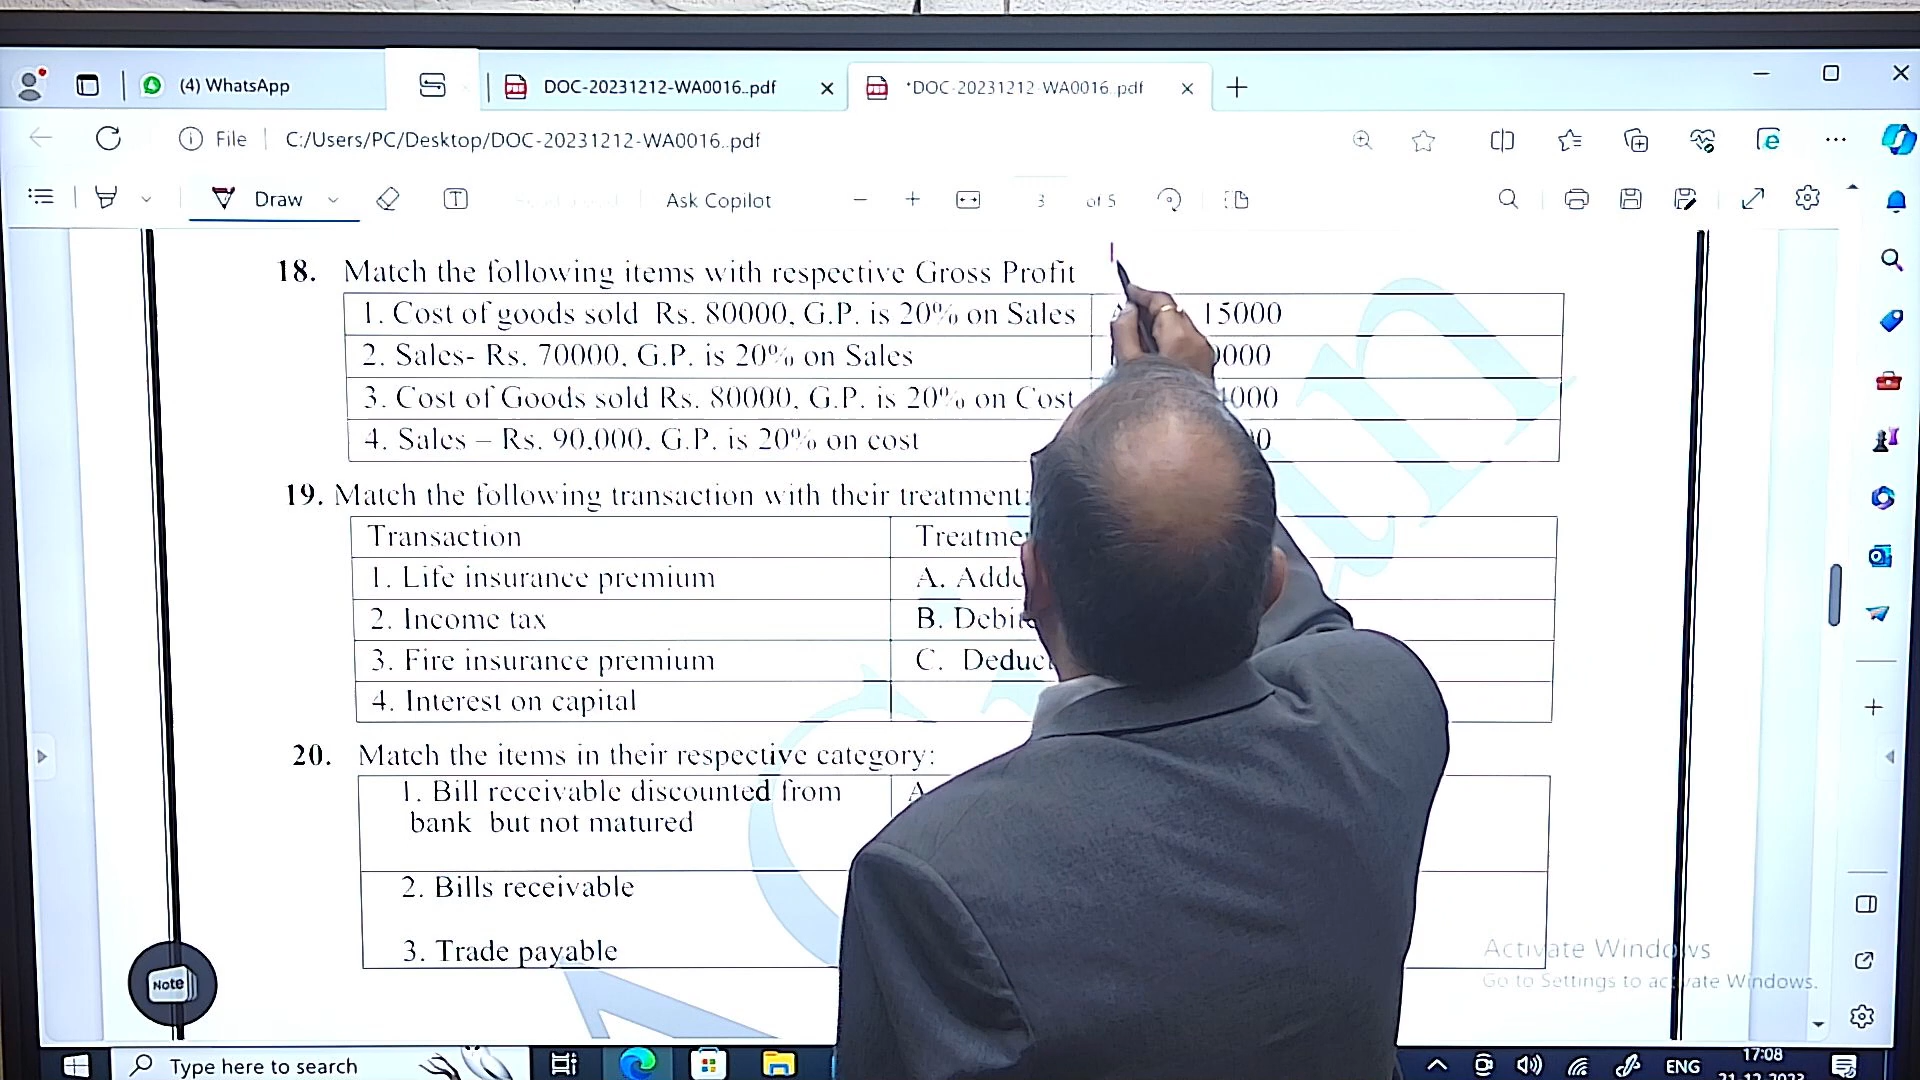 (4) WhatsApp
DOC-20231212-WA0016..pdf
*DOC-20231212-WA0016..pdf
File
C:/Users/PC/Desktop/DOC-20231212-WA0016..pdf
Draw
Ask Copilot
3 of 5
18. Match the following items with respective Gross Profit
1. Cost of goods sold Rs. 80000, G.P. is 20% on Sales
15000
2. Sales- Rs. 70000, G.P. is 20% on Sales
0000
3. Cost of Goods sold Rs. 80000, G.P. is 20% on Cost
000
4. Sales – Rs. 90,000, G.P. is 20% on cost
0
19. Match the following transaction with their treatment:
Transaction
1. Life insurance premium
A.
2. Income tax
B.
3. Fire insurance premium
C.
4. Interest on capital
20. Match the items in their respective category:
1. Bill receivable discounted from
bank but not matured
2. Bills receivable
3. Trade payable
Activate Windows
Go to Settings to activate Windows.
Note
Type here to search
ENG
17:08
21-12-2023